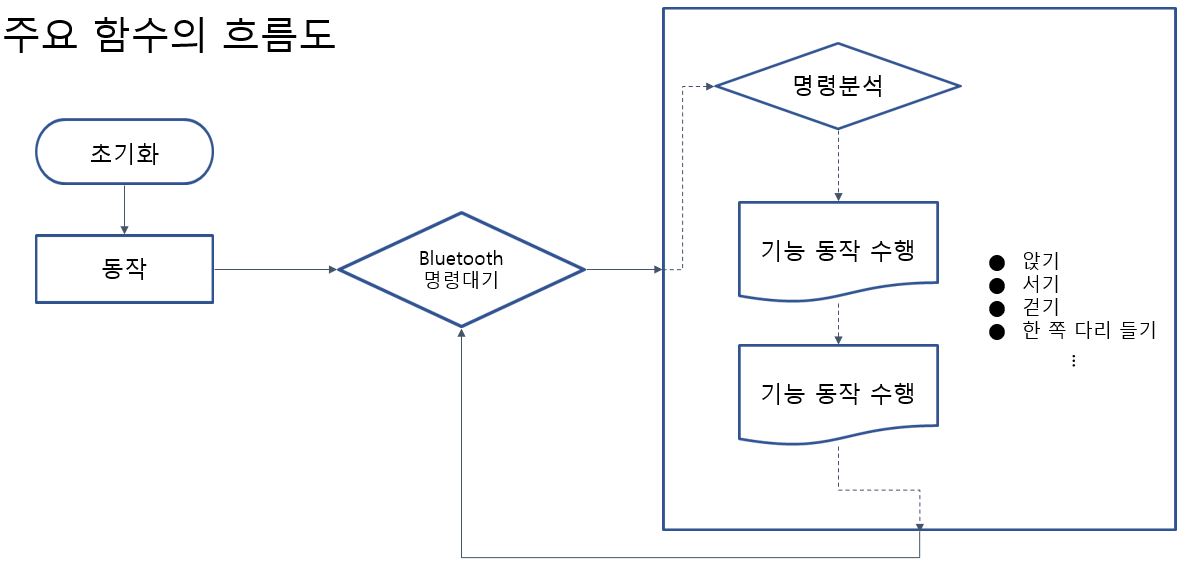 주요 함수의 흐름도
초기화
동작
Bluetooth
명령대기
명령분석
기능 동작 수행
기능 동작 수행
● 앉기
● 서기
● 걷기
● 한 쪽 다리 들기
⋮